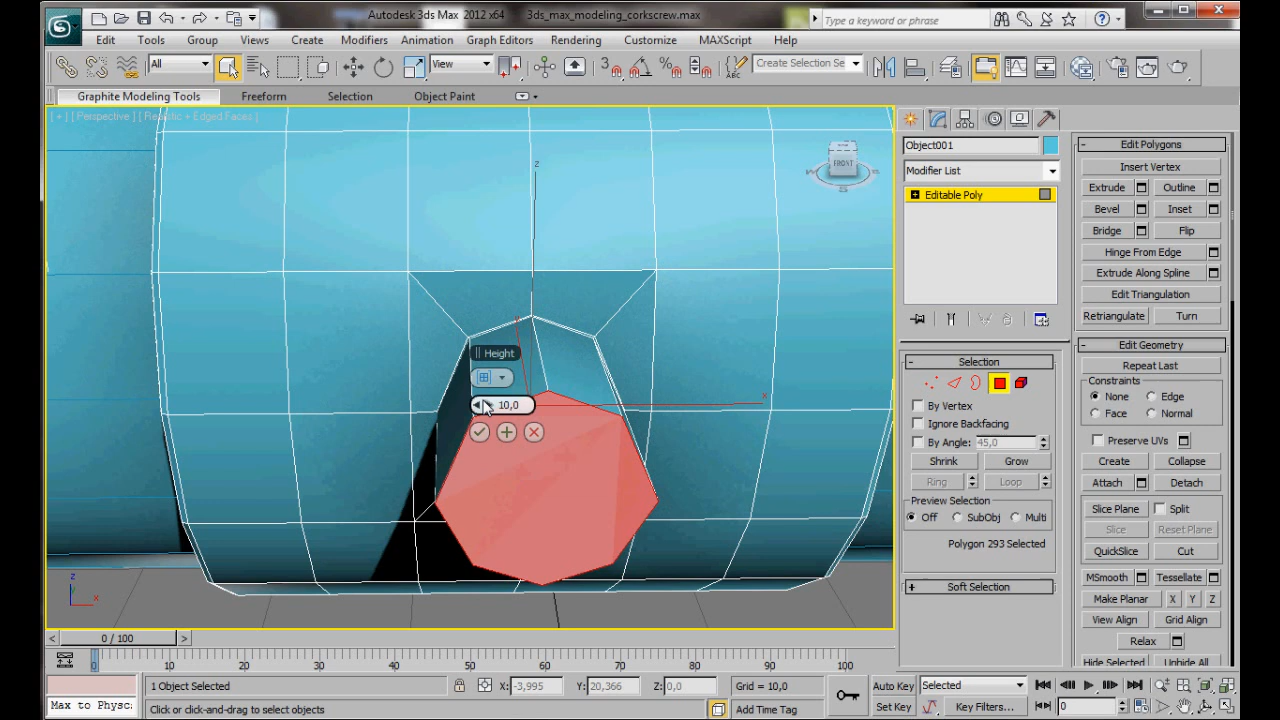 Autodesk 3ds Max 2012 x64 3ds_max_modeling_corkscrew.max
Type a keyword or phrase
Edit Tools Group Views Create Modifiers Animation Graph Editors Rendering Customize MAXScript Help
All View 3 Create Selection Se
Graphite Modeling Tools Freeform Selection Object Paint
[ + ] [ Perspective ] [ Realistic + Edged Faces ]
z
FRONT
Height
10,0
x
z
x
Object001
Modifier List
Editable Poly
Selection
By Vertex
Ignore Backfacing
By Angle: 45,0
Shrink Grow
Ring Loop
Preview Selection
Off SubObj Multi
Polygon 293 Selected
Soft Selection
Edit Polygons
Insert Vertex
Extrude Outline
Bevel Inset
Bridge Flip
Hinge From Edge
Extrude Along Spline
Edit Triangulation
Retriangulate Turn
Edit Geometry
Repeat Last
Constraints
None Edge
Face Normal
Preserve UVs
Create Collapse
Attach Detach
Slice Plane Split
Slice Reset Plane
QuickSlice Cut
MSmooth Tessellate
Make Planar X Y Z
View Align Grid Align
Relax
Hide Selected Unhide All
0 / 100
0 10 20 30 40 50 60 70 80 90 100
1 Object Selected X: -3,995 Y: 20,366 Z: 0,0 Grid = 10,0 Auto Key Selected
Max to Physc: Click or click-and-drag to select objects Add Time Tag Set Key Key Filters... 0